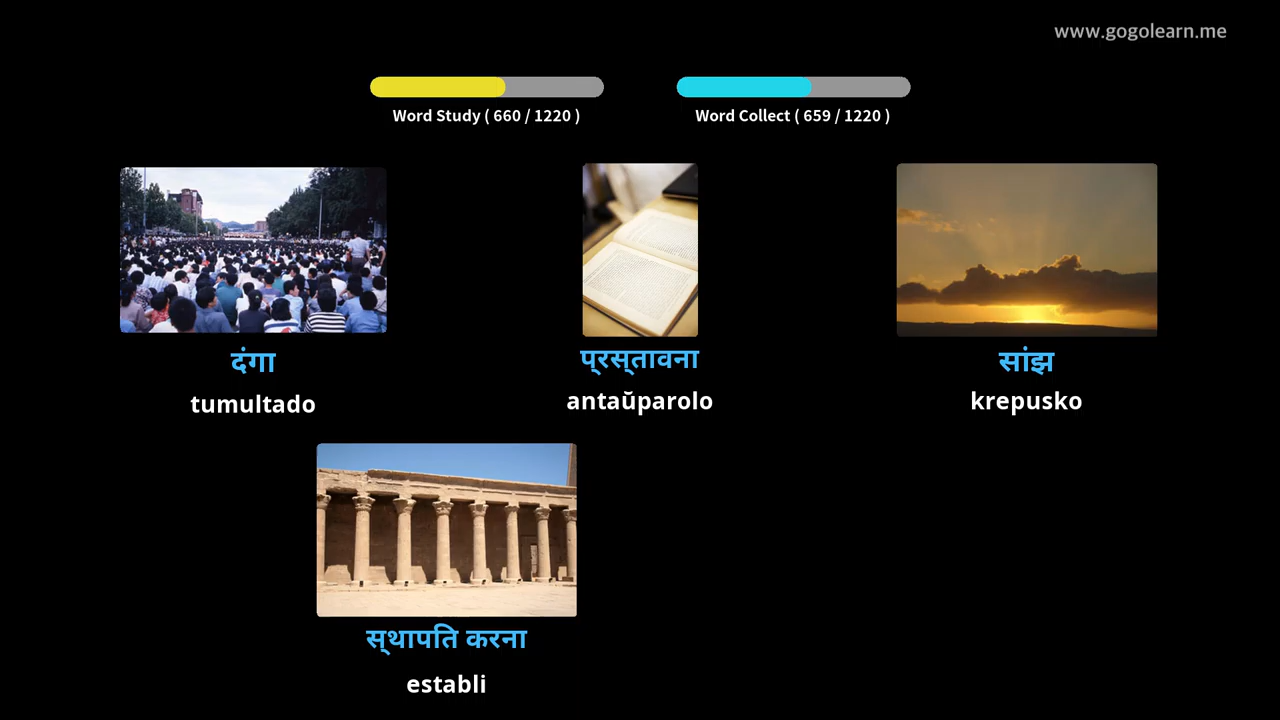 www.gogolearn.me
Word Study ( 660 / 1220 )
Word Collect ( 659 / 1220 )
दंगा
tumultado
प्रस्तावना
antaŭparolo
सांझ
krepusko
स्थापति करना
establi